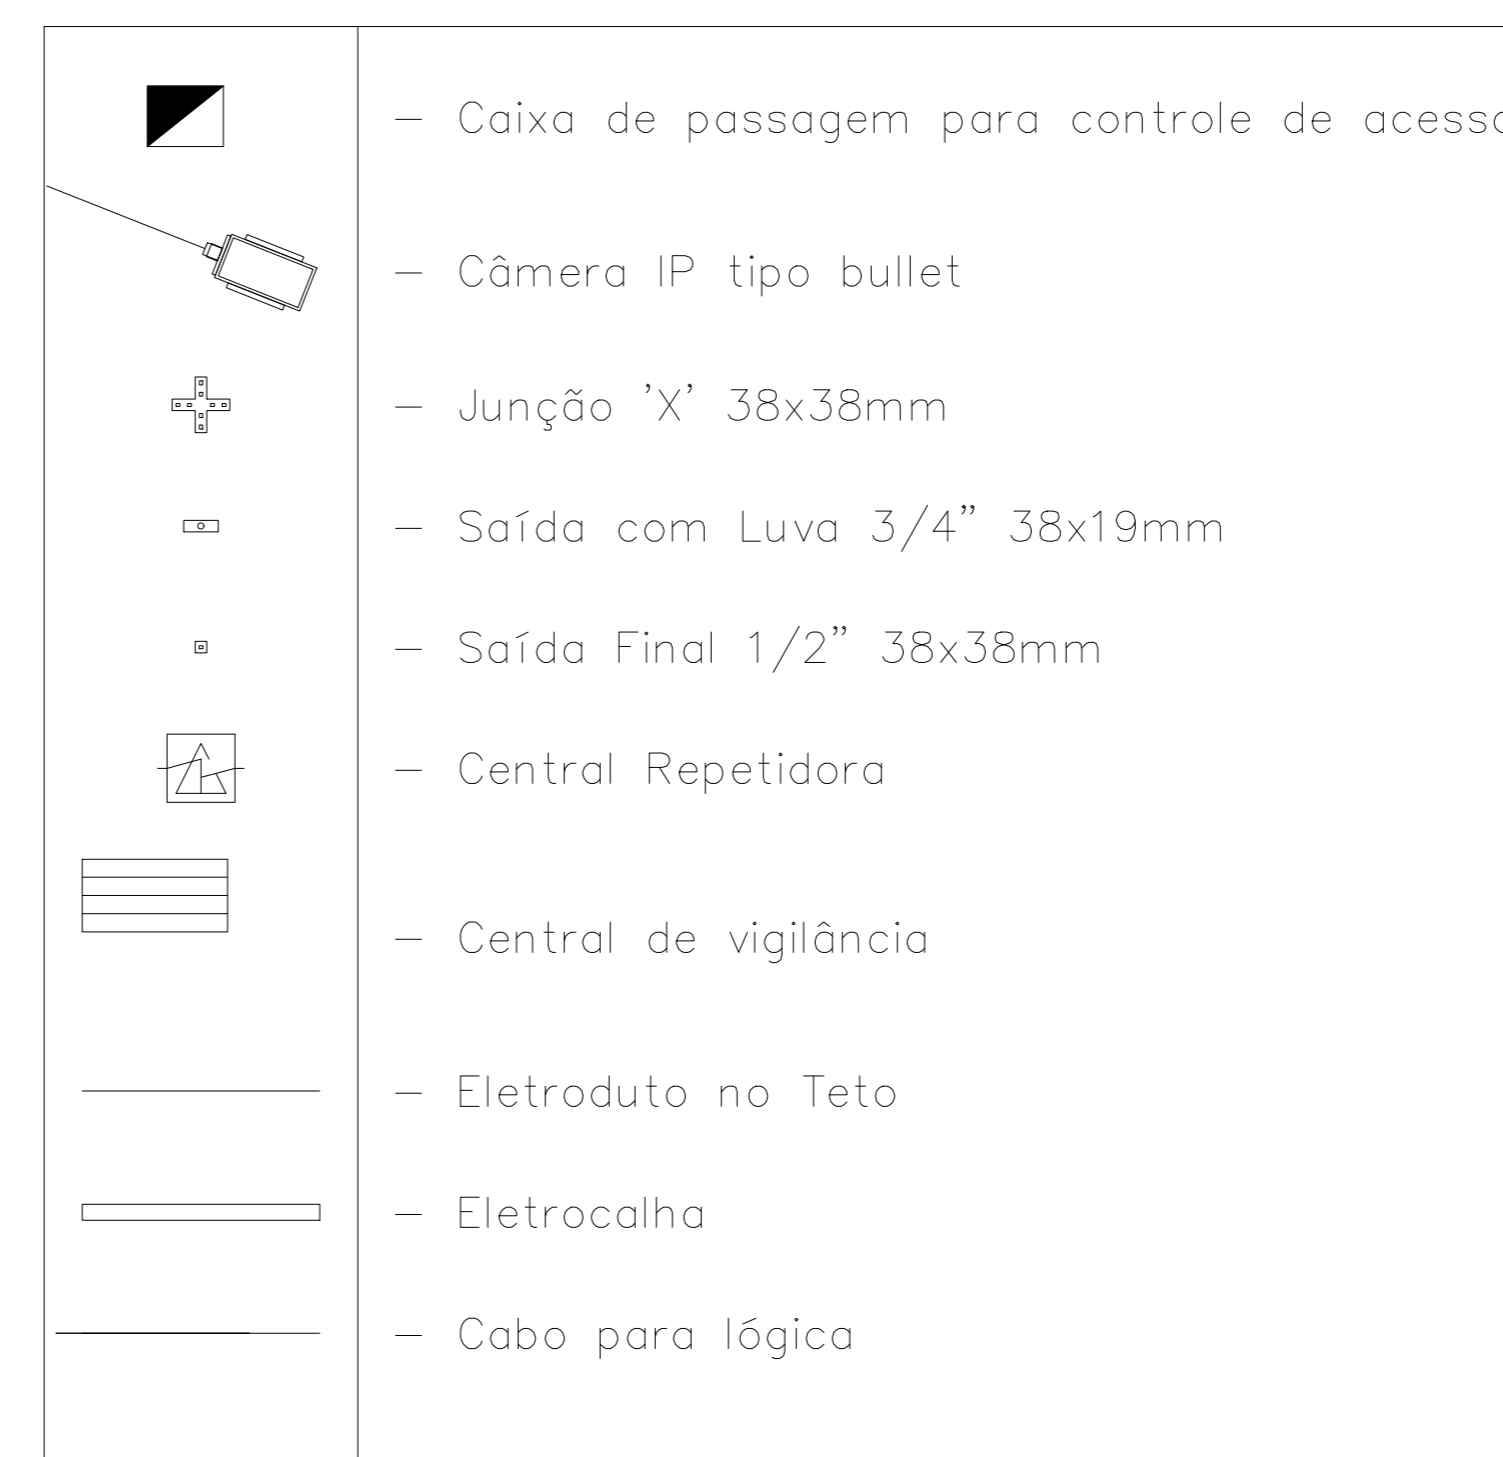 – Caixa de passagem para controle de acesso
– Câmera IP tipo bullet
– Junção 'X' 38x38mm
– Saída com Luva 3/4” 38x19mm
– Saída Final 1/2” 38x38mm
– Central Repetidora
– Central de vigilância
– Eletroduto no Teto
– Eletrocalha
– Cabo para lógica